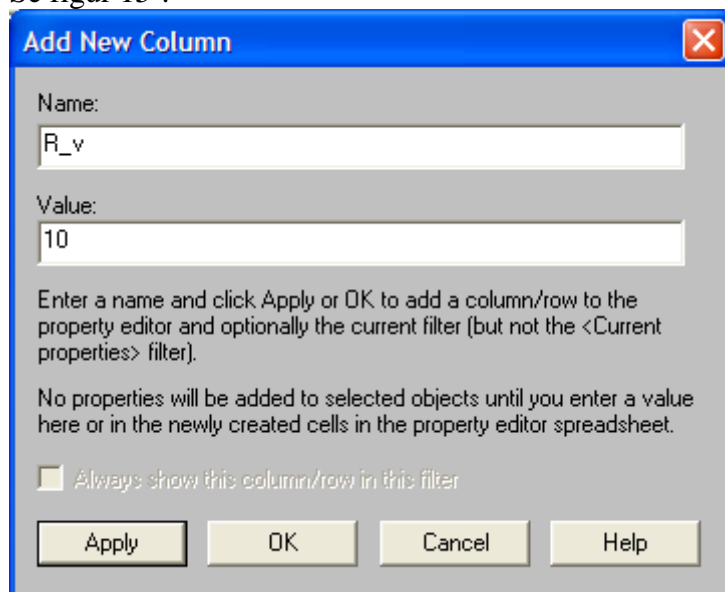 Se figur 13 .
Add New Column
Name:
R_v
Value:
10
Enter a name and click Apply or OK to add a column/row to the
property editor and optionally the current filter (but not the <Current
properties> filter).
No properties will be added to selected objects until you enter a value
here or in the newly created cells in the property editor spreadsheet.
Always show this column/row in this filter
Apply OK Cancel Help